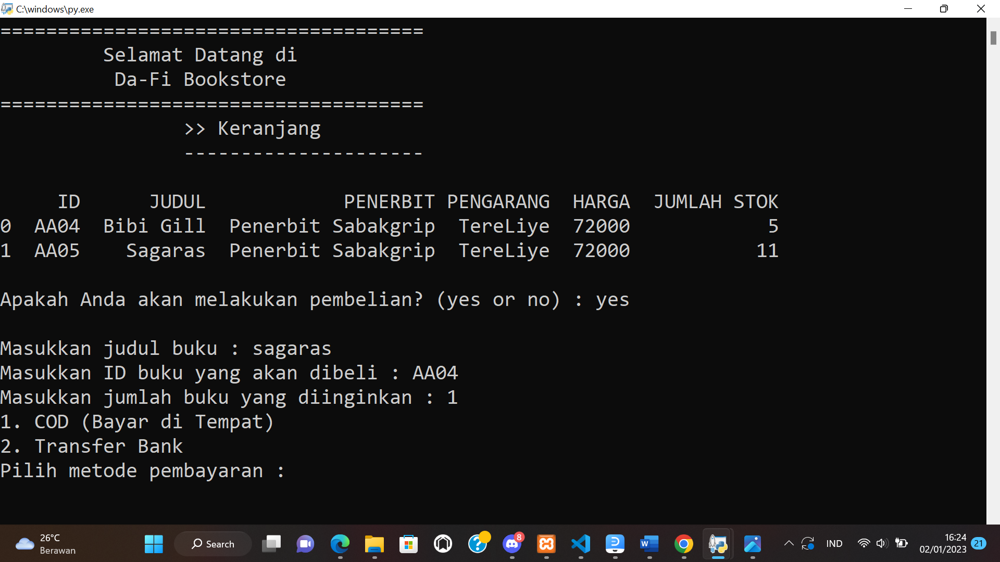 C:\windows\py.exe
=====================================
Selamat Datang di
Da-Fi Bookstore
=====================================
>> Keranjang
---------------------
ID JUDUL PENERBIT PENGARANG HARGA JUMLAH STOK
0 AA04 Bibi Gill Penerbit Sabakgrip TereLiye 72000 5
1 AA05 Sagaras Penerbit Sabakgrip TereLiye 72000 11
Apakah Anda akan melakukan pembelian? (yes or no) : yes
Masukkan judul buku : sagaras
Masukkan ID buku yang akan dibeli : AA04
Masukkan jumlah buku yang diinginkan : 1
1. COD (Bayar di Tempat)
2. Transfer Bank
Pilih metode pembayaran :
26°C
Berawan
Search
8
IND
16:24
02/01/2023
21